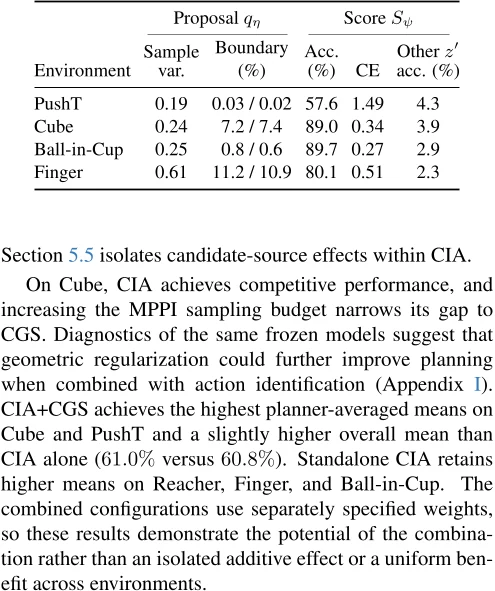 Proposal qη Score Sψ
Environment Sample var. Boundary (%) Acc. (%) CE Other z′ acc. (%)
PushT 0.19 0.03 / 0.02 57.6 1.49 4.3
Cube 0.24 7.2 / 7.4 89.0 0.34 3.9
Ball-in-Cup 0.25 0.8 / 0.6 89.7 0.27 2.9
Finger 0.61 11.2 / 10.9 80.1 0.51 2.3
Section 5.5 isolates candidate-source effects within CIA.
On Cube, CIA achieves competitive performance, and
increasing the MPPI sampling budget narrows its gap to
CGS. Diagnostics of the same frozen models suggest that
geometric regularization could further improve planning
when combined with action identification (Appendix I).
CIA+CGS achieves the highest planner-averaged means on
Cube and PushT and a slightly higher overall mean than
CIA alone (61.0% versus 60.8%). Standalone CIA retains
higher means on Reacher, Finger, and Ball-in-Cup. The
combined configurations use separately specified weights,
so these results demonstrate the potential of the combina-
tion rather than an isolated additive effect or a uniform ben-
efit across environments.